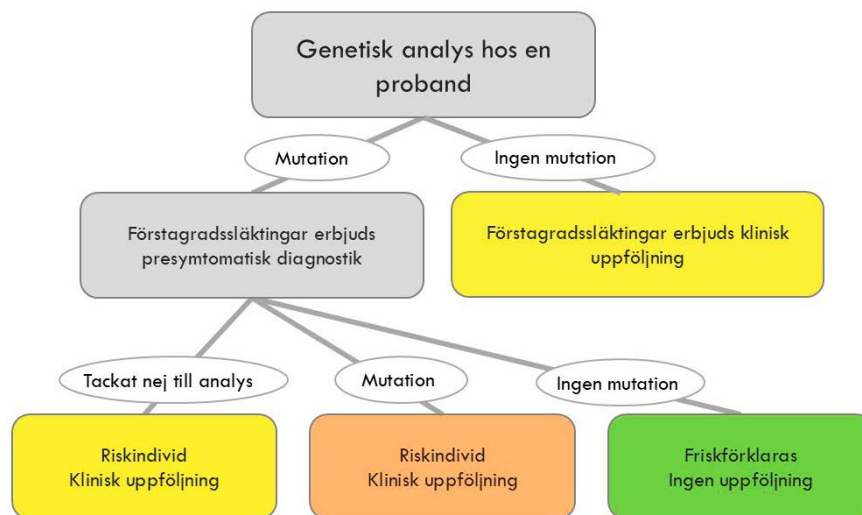 Genetisk analys hos en
proband
Mutation
Ingen mutation
Förstagradssläktingar erbjuds
presymtomatisk diagnostik
Förstagradssläktingar erbjuds klinisk
uppföljning
Tackat nej till analys
Mutation
Ingen mutation
Riskindivid
Klinisk uppföljning
Riskindivid
Klinisk uppföljning
Friskförklaras
Ingen uppföljning